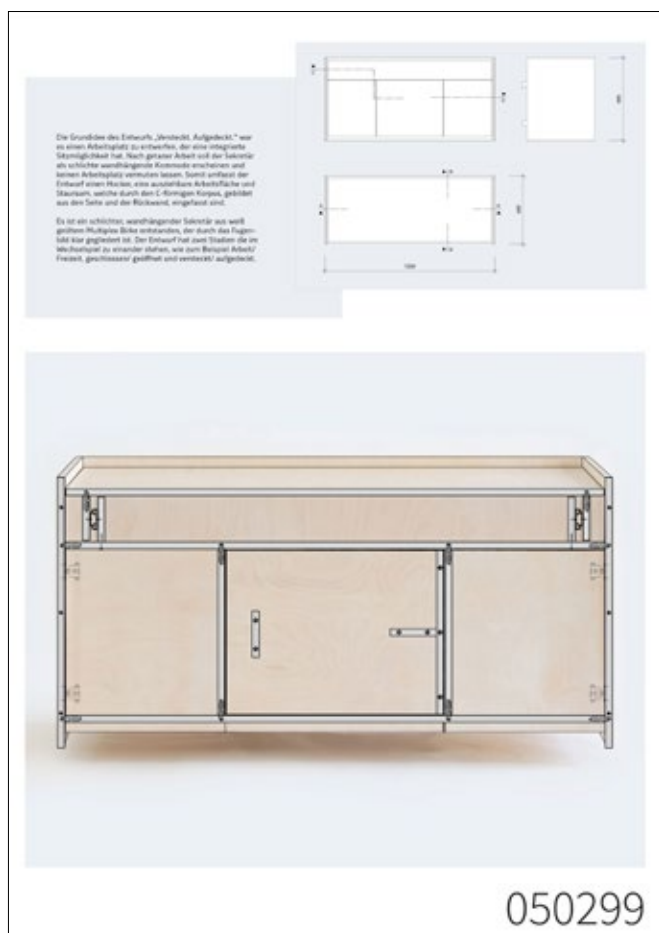 Die Grundidee des Entwurfs „Versteckt. Aufgedeckt.“ war
es einen Arbeitsplatz zu entwerfen, der eine integrierte
Sitzmöglichkeit hat. Nach getaner Arbeit soll der Sekretär
als schlichte wandhängende Kommode erscheinen und
keinen Arbeitsplatz vermuten lassen. Somit umfasst der
Entwurf einen Hocker, eine ausziehbare Arbeitsfläche und
Stauraum, welche durch den C-förmigen Korpus, gebildet
aus den Seite und der Rückwand, eingefasst sind.
Es ist ein schlichter, wandhängender Sekretär aus weiß
geöltem Multiplex Birke entstanden, der durch das Fugen-
bild klar gegliedert ist. Der Entwurf hat zwei Stadien die im
Wechselspiel zu einander stehen, wie zum Beispiel Arbeit/
Freizeit, geschlossen/ geöffnet und versteckt/ aufgedeckt.
050299